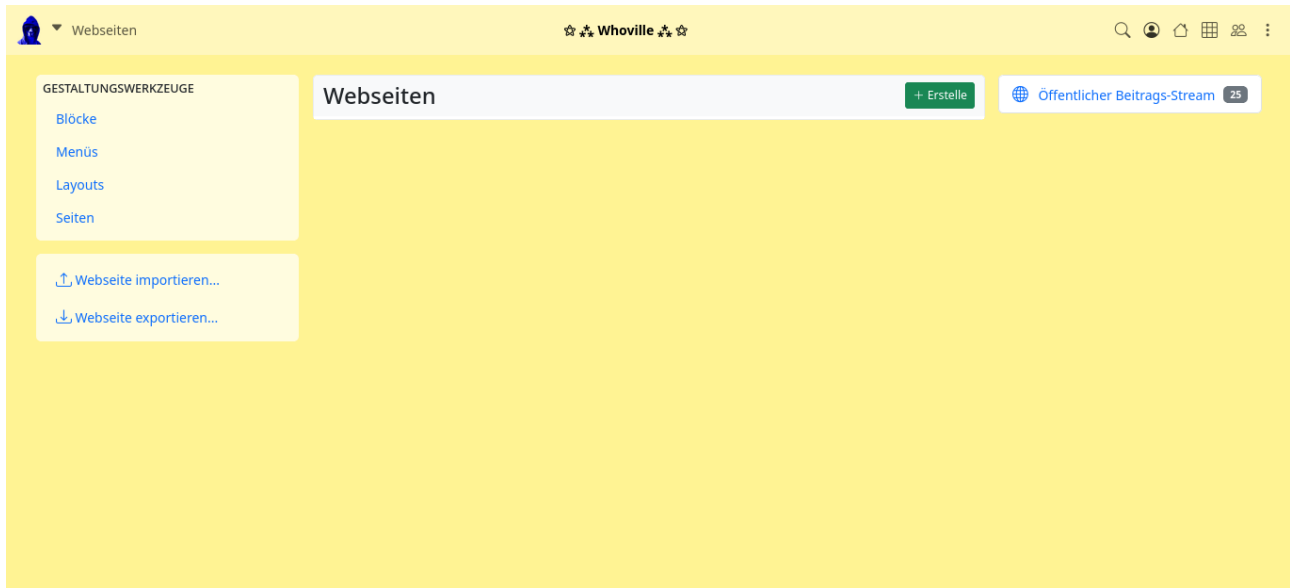 Webseiten
✩ ⁂ Whoville ⁂ ✩
GESTALTUNGSWERKZEUGE
Blöcke
Menüs
Layouts
Seiten
Webseite importieren...
Webseite exportieren...
Webseiten
+ Erstelle
Öffentlicher Beitrags-Stream 25